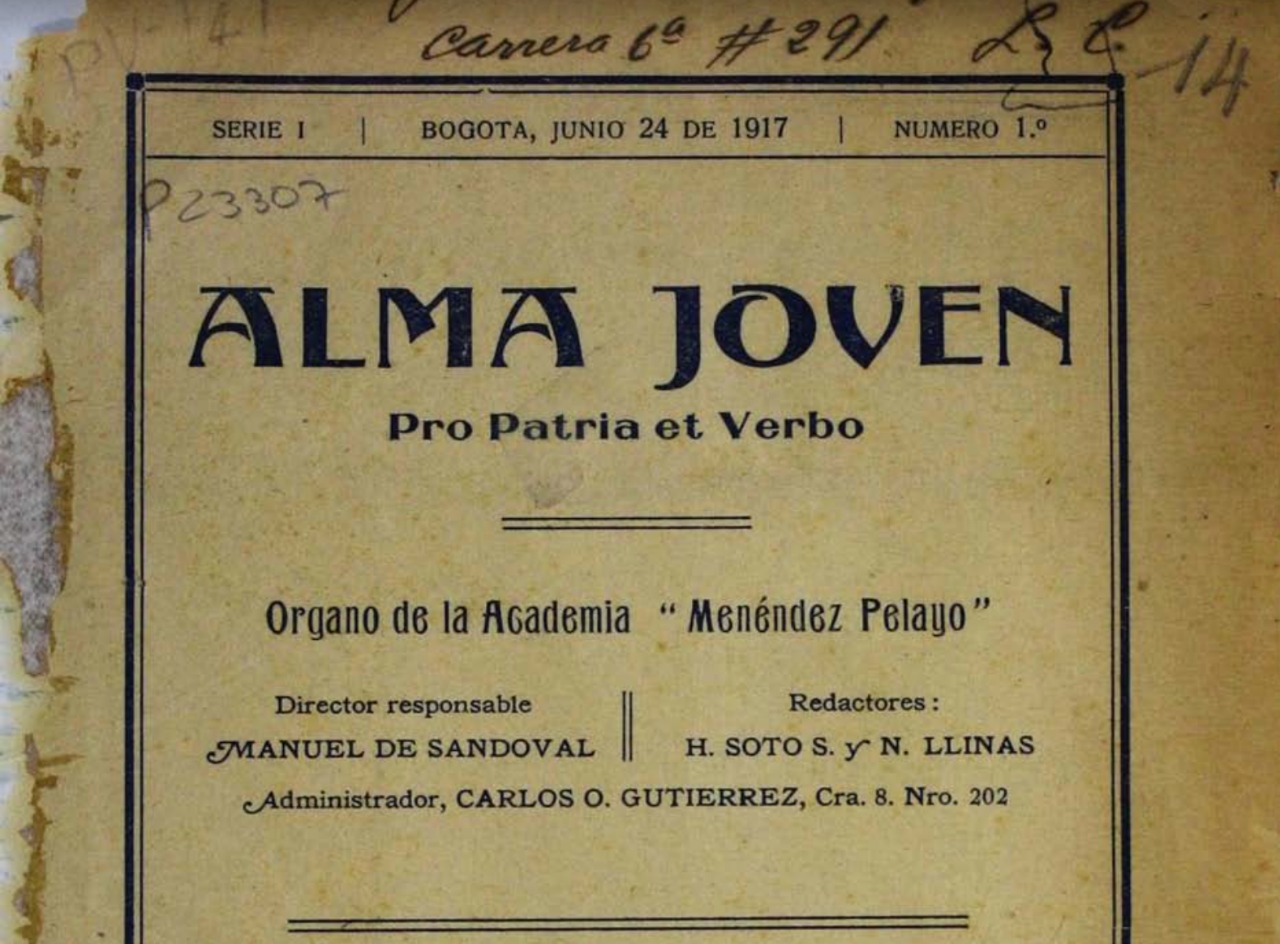 Carrera 6ª # 291
14
SERIE I | BOGOTA, JUNIO 24 DE 1917 | NUMERO 1.º
P23307
ALMA JOVEN
Pro Patria et Verbo
Organo de la Academia “Menéndez Pelayo”
Director responsable
MANUEL DE SANDOVAL
Redactores:
H. SOTO S. y N. LLINAS
Administrador, CARLOS O. GUTIERREZ, Cra. 8. Nro. 202